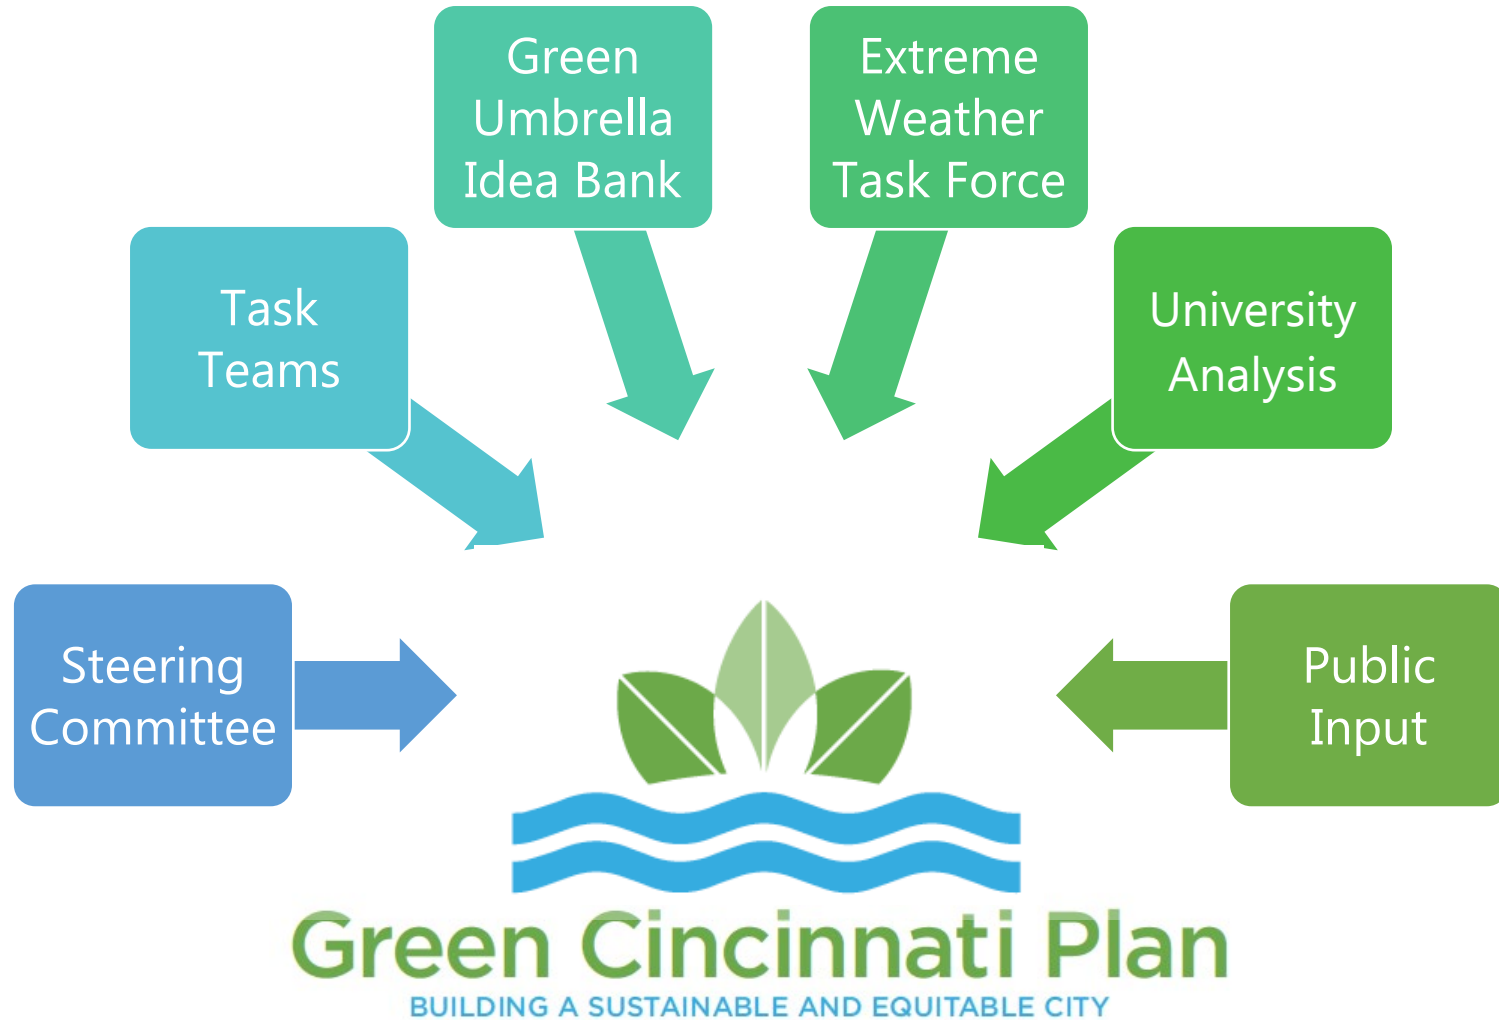 Green
Umbrella
Idea Bank
Extreme
Weather
Task Force
Task
Teams
University
Analysis
Steering
Committee
Public
Input
Green Cincinnati Plan
BUILDING A SUSTAINABLE AND EQUITABLE CITY